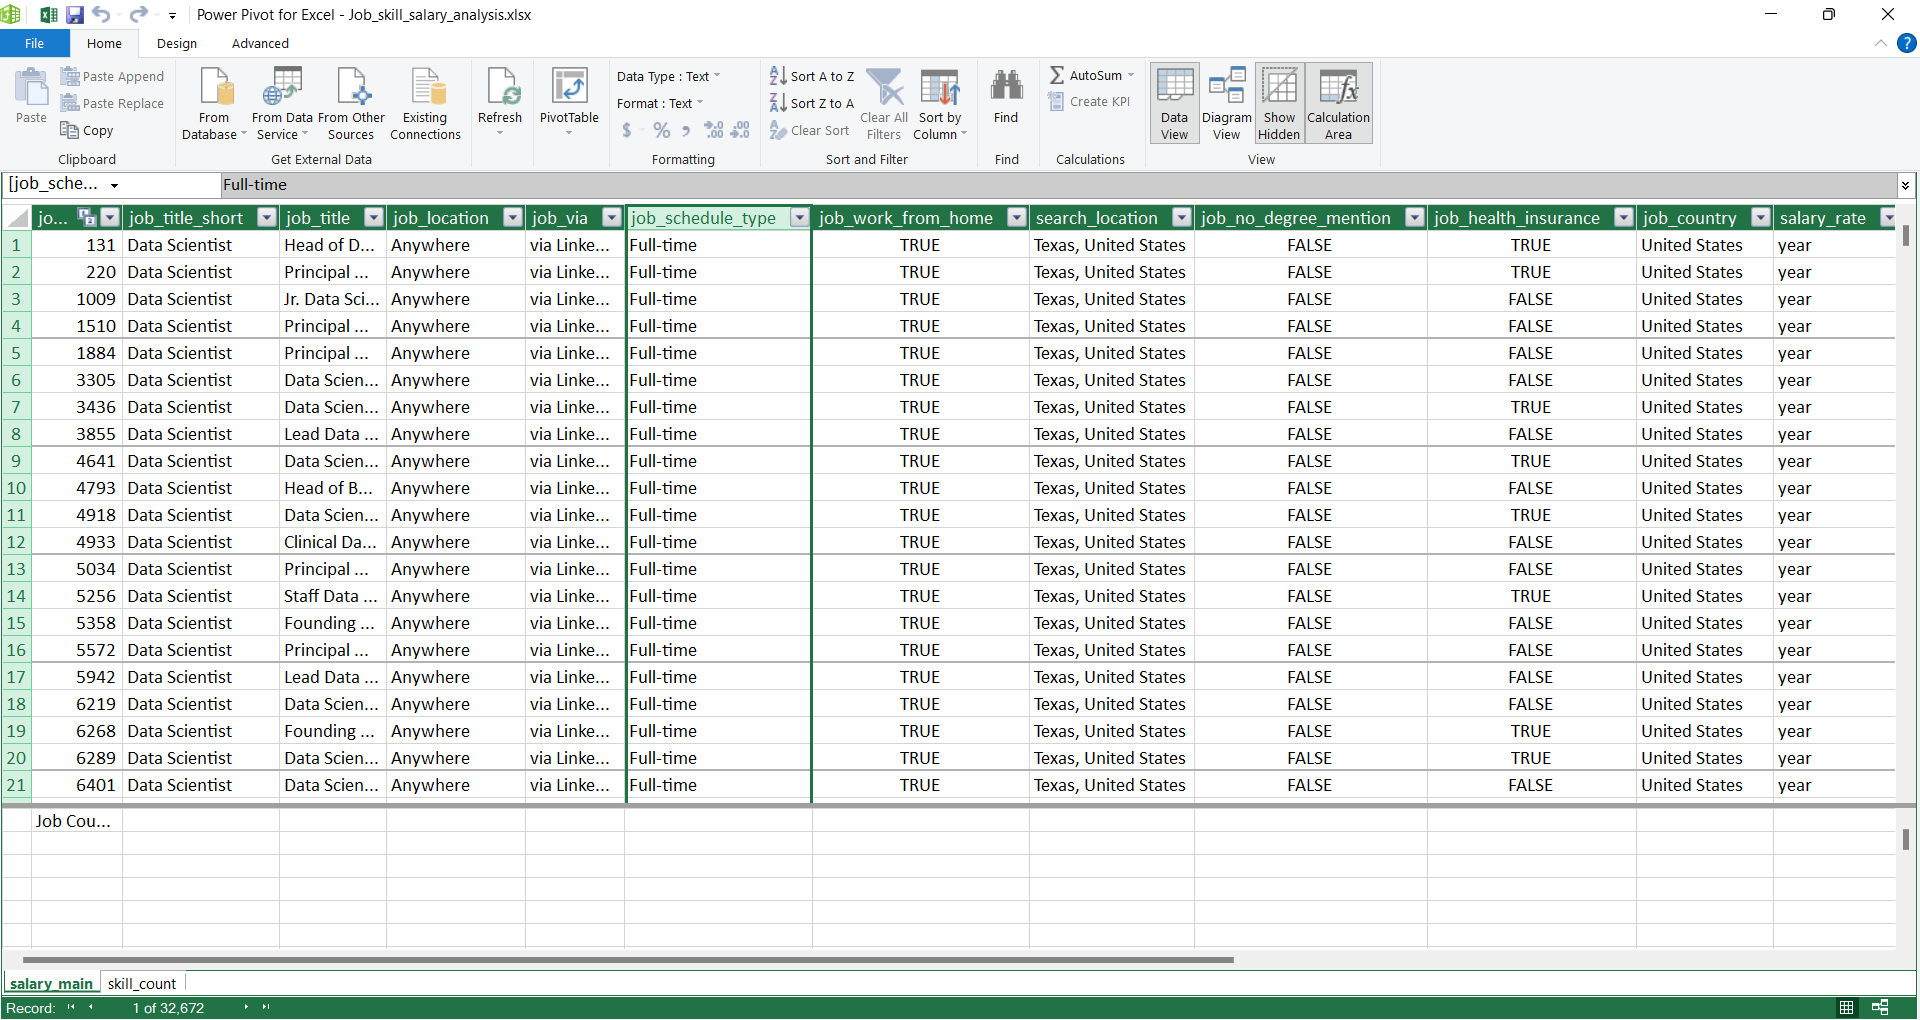 Power Pivot for Excel - Job_skill_salary_analysis.xlsx
File Home Design Advanced
Paste
Paste Append
Paste Replace
Copy
Clipboard
From Database
From Data Service
From Other Sources
Existing Connections
Get External Data
Refresh
PivotTable
Data Type : Text
Format : Text
$ % , .0 .00 .00 .0
Formatting
Sort A to Z
Sort Z to A
Clear Sort
Clear All Filters
Sort by Column
Sort and Filter
Find
Find
AutoSum
Create KPI
Calculations
Data View
Diagram View
Show Hidden
Calculation Area
View
[job_sche... Full-time
jo... job_title_short job_title job_location job_via job_schedule_type job_work_from_home search_location job_no_degree_mention job_health_insurance job_country salary_rate
1 131 Data Scientist Head of D... Anywhere via Linke... Full-time TRUE Texas, United States FALSE TRUE United States year
2 220 Data Scientist Principal ... Anywhere via Linke... Full-time TRUE Texas, United States FALSE TRUE United States year
3 1009 Data Scientist Jr. Data Sci... Anywhere via Linke... Full-time TRUE Texas, United States FALSE FALSE United States year
4 1510 Data Scientist Principal ... Anywhere via Linke... Full-time TRUE Texas, United States FALSE FALSE United States year
5 1884 Data Scientist Principal ... Anywhere via Linke... Full-time TRUE Texas, United States FALSE FALSE United States year
6 3305 Data Scientist Data Scien... Anywhere via Linke... Full-time TRUE Texas, United States FALSE FALSE United States year
7 3436 Data Scientist Data Scien... Anywhere via Linke... Full-time TRUE Texas, United States FALSE TRUE United States year
8 3855 Data Scientist Lead Data ... Anywhere via Linke... Full-time TRUE Texas, United States FALSE FALSE United States year
9 4641 Data Scientist Data Scien... Anywhere via Linke... Full-time TRUE Texas, United States FALSE TRUE United States year
10 4793 Data Scientist Head of B... Anywhere via Linke... Full-time TRUE Texas, United States FALSE FALSE United States year
11 4918 Data Scientist Data Scien... Anywhere via Linke... Full-time TRUE Texas, United States FALSE TRUE United States year
12 4933 Data Scientist Clinical Da... Anywhere via Linke... Full-time TRUE Texas, United States FALSE FALSE United States year
13 5034 Data Scientist Principal ... Anywhere via Linke... Full-time TRUE Texas, United States FALSE FALSE United States year
14 5256 Data Scientist Staff Data ... Anywhere via Linke... Full-time TRUE Texas, United States FALSE TRUE United States year
15 5358 Data Scientist Founding ... Anywhere via Linke... Full-time TRUE Texas, United States FALSE FALSE United States year
16 5572 Data Scientist Principal ... Anywhere via Linke... Full-time TRUE Texas, United States FALSE FALSE United States year
17 5942 Data Scientist Lead Data ... Anywhere via Linke... Full-time TRUE Texas, United States FALSE FALSE United States year
18 6219 Data Scientist Data Scien... Anywhere via Linke... Full-time TRUE Texas, United States FALSE FALSE United States year
19 6268 Data Scientist Founding ... Anywhere via Linke... Full-time TRUE Texas, United States FALSE TRUE United States year
20 6289 Data Scientist Data Scien... Anywhere via Linke... Full-time TRUE Texas, United States FALSE TRUE United States year
21 6401 Data Scientist Data Scien... Anywhere via Linke... Full-time TRUE Texas, United States FALSE FALSE United States year
Job Cou...
salary_main skill_count
Record: 1 of 32,672